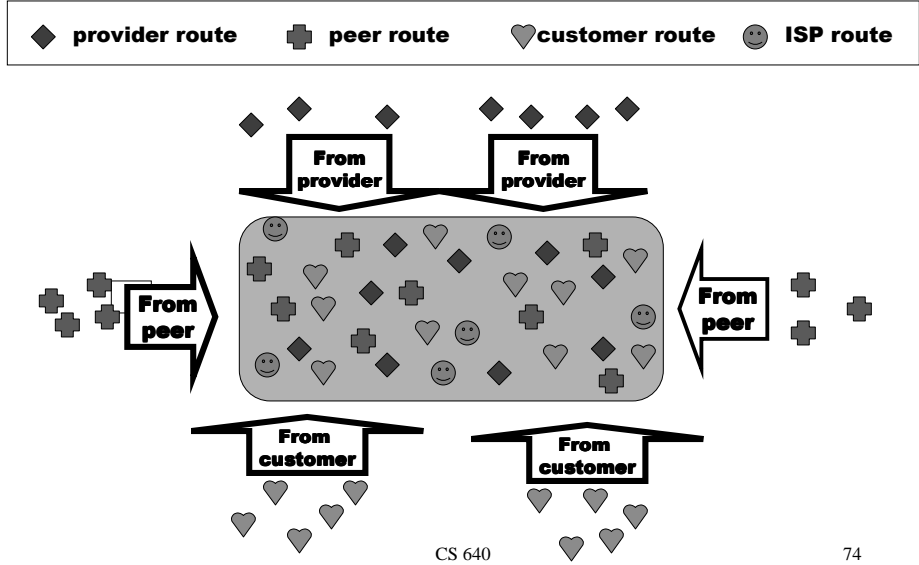 provider route peer route customer route ISP route
From
provider
From
provider
From
peer
From
peer
From
customer
From
customer
CS 640 74